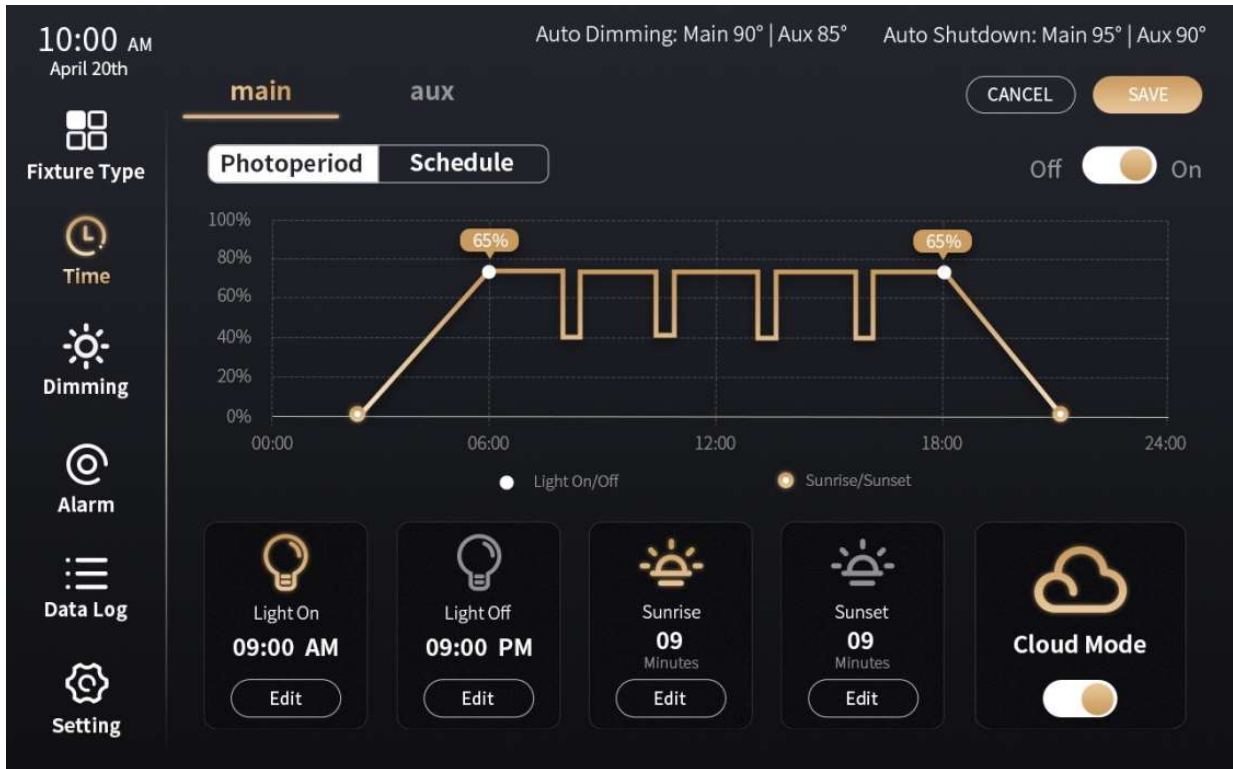 10:00 AM
April 20th
Auto Dimming: Main 90° | Aux 85°
Auto Shutdown: Main 95° | Aux 90°
main
aux
CANCEL
SAVE
Fixture Type
Time
Dimming
Alarm
Data Log
Setting
Photoperiod
Schedule
Off
On
100%
80%
60%
40%
20%
0%
65%
65%
00:00
06:00
12:00
18:00
24:00
Light On/Off
Sunrise/Sunset
Light On
09:00 AM
Edit
Light Off
09:00 PM
Edit
Sunrise
09
Minutes
Edit
Sunset
09
Minutes
Edit
Cloud Mode